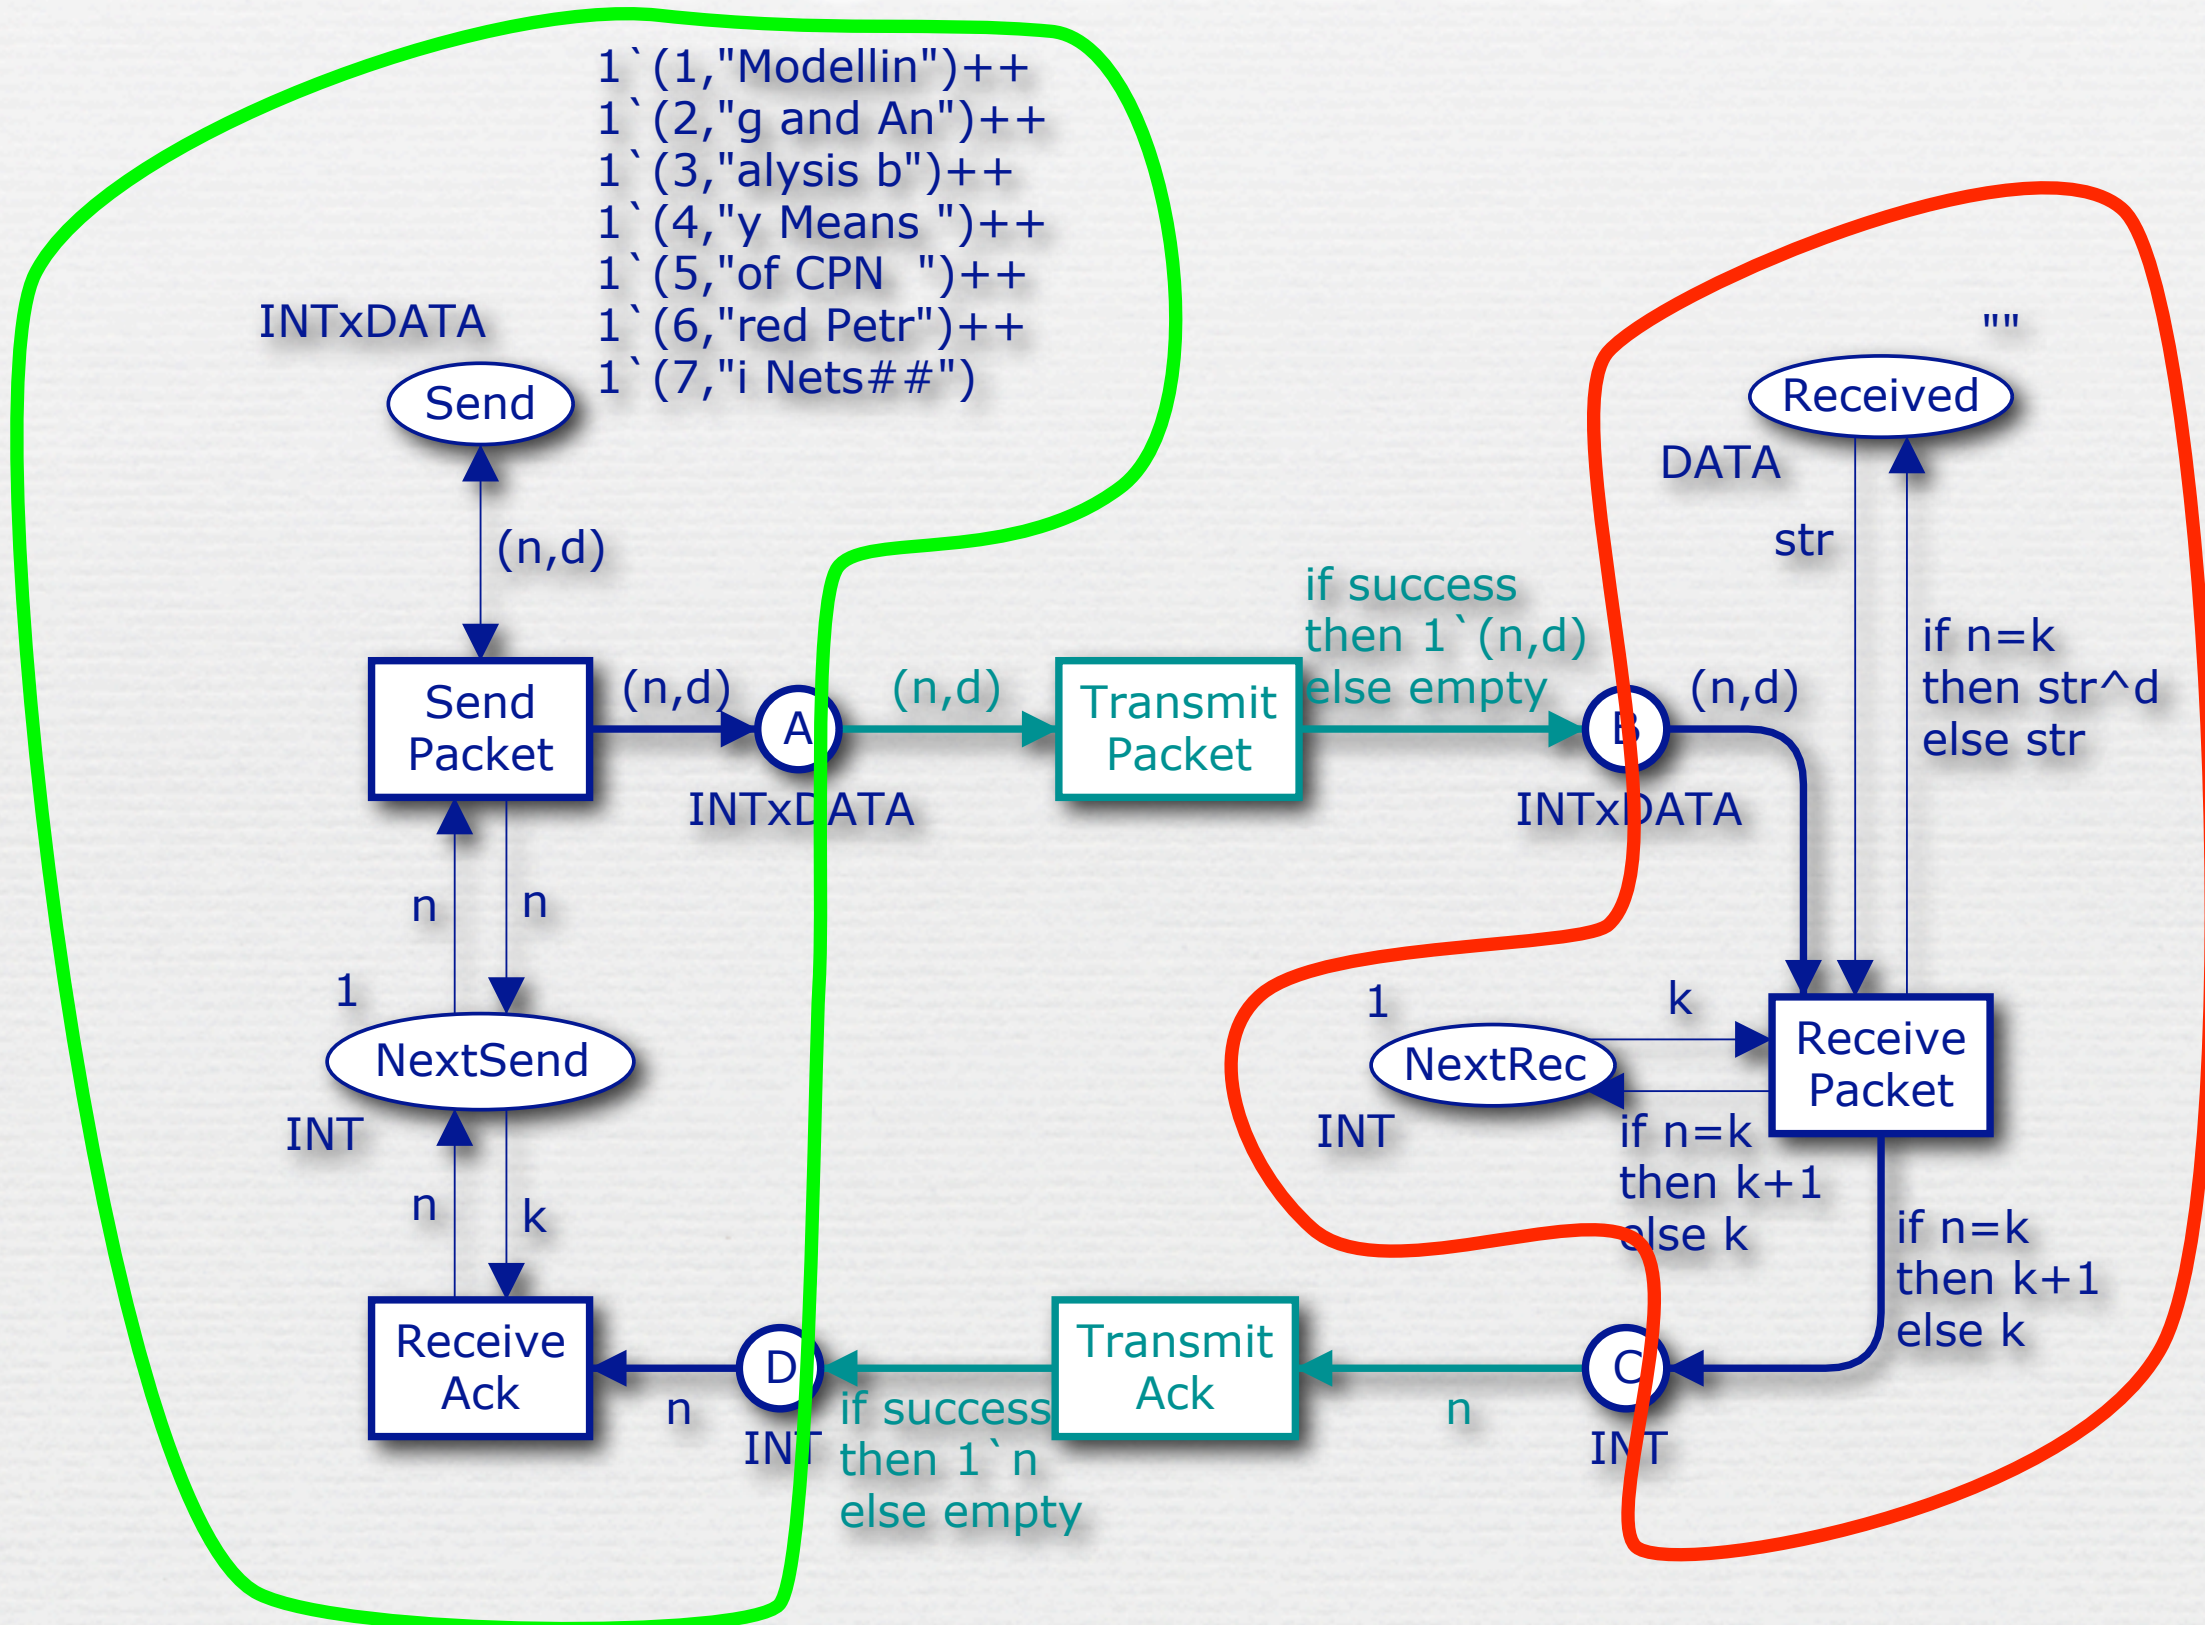 1`(1,"Modellin")++
1`(2,"g and An")++
1`(3,"alysis b")++
1`(4,"y Means ")++
1`(5,"of CPN  ")++
1`(6,"red Petr")++
1`(7,"i Nets##")
INTxDATA
Send
(n,d)
Send
Packet
(n,d)
A
INTxDATA
(n,d)
Transmit
Packet
if success
then 1`(n,d)
else empty
B
INTxDATA
(n,d)
""
Received
DATA
str
if n=k
then str^d
else str
n
n
1
NextSend
INT
n
k
1
NextRec
INT
k
Receive
Packet
if n=k
then k+1
else k
if n=k
then k+1
else k
Receive
Ack
n
D
INT
if success
then 1`n
else empty
Transmit
Ack
n
C
INT